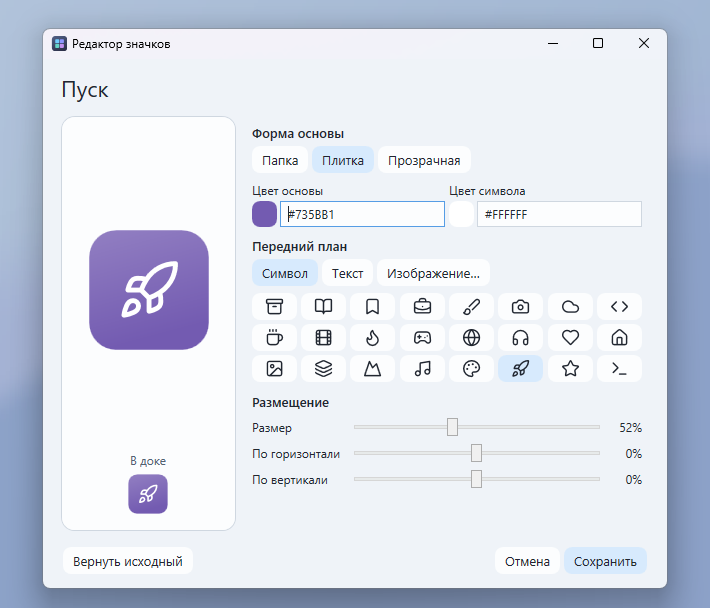 Редактор значков
Пуск
Форма основы
Папка Плитка Прозрачная
Цвет основы Цвет символа
#735BB1 #FFFFFF
Передний план
Символ Текст Изображение...
Размещение
Размер 52%
По горизонтали 0%
По вертикали 0%
В доке
Вернуть исходный Отмена Сохранить